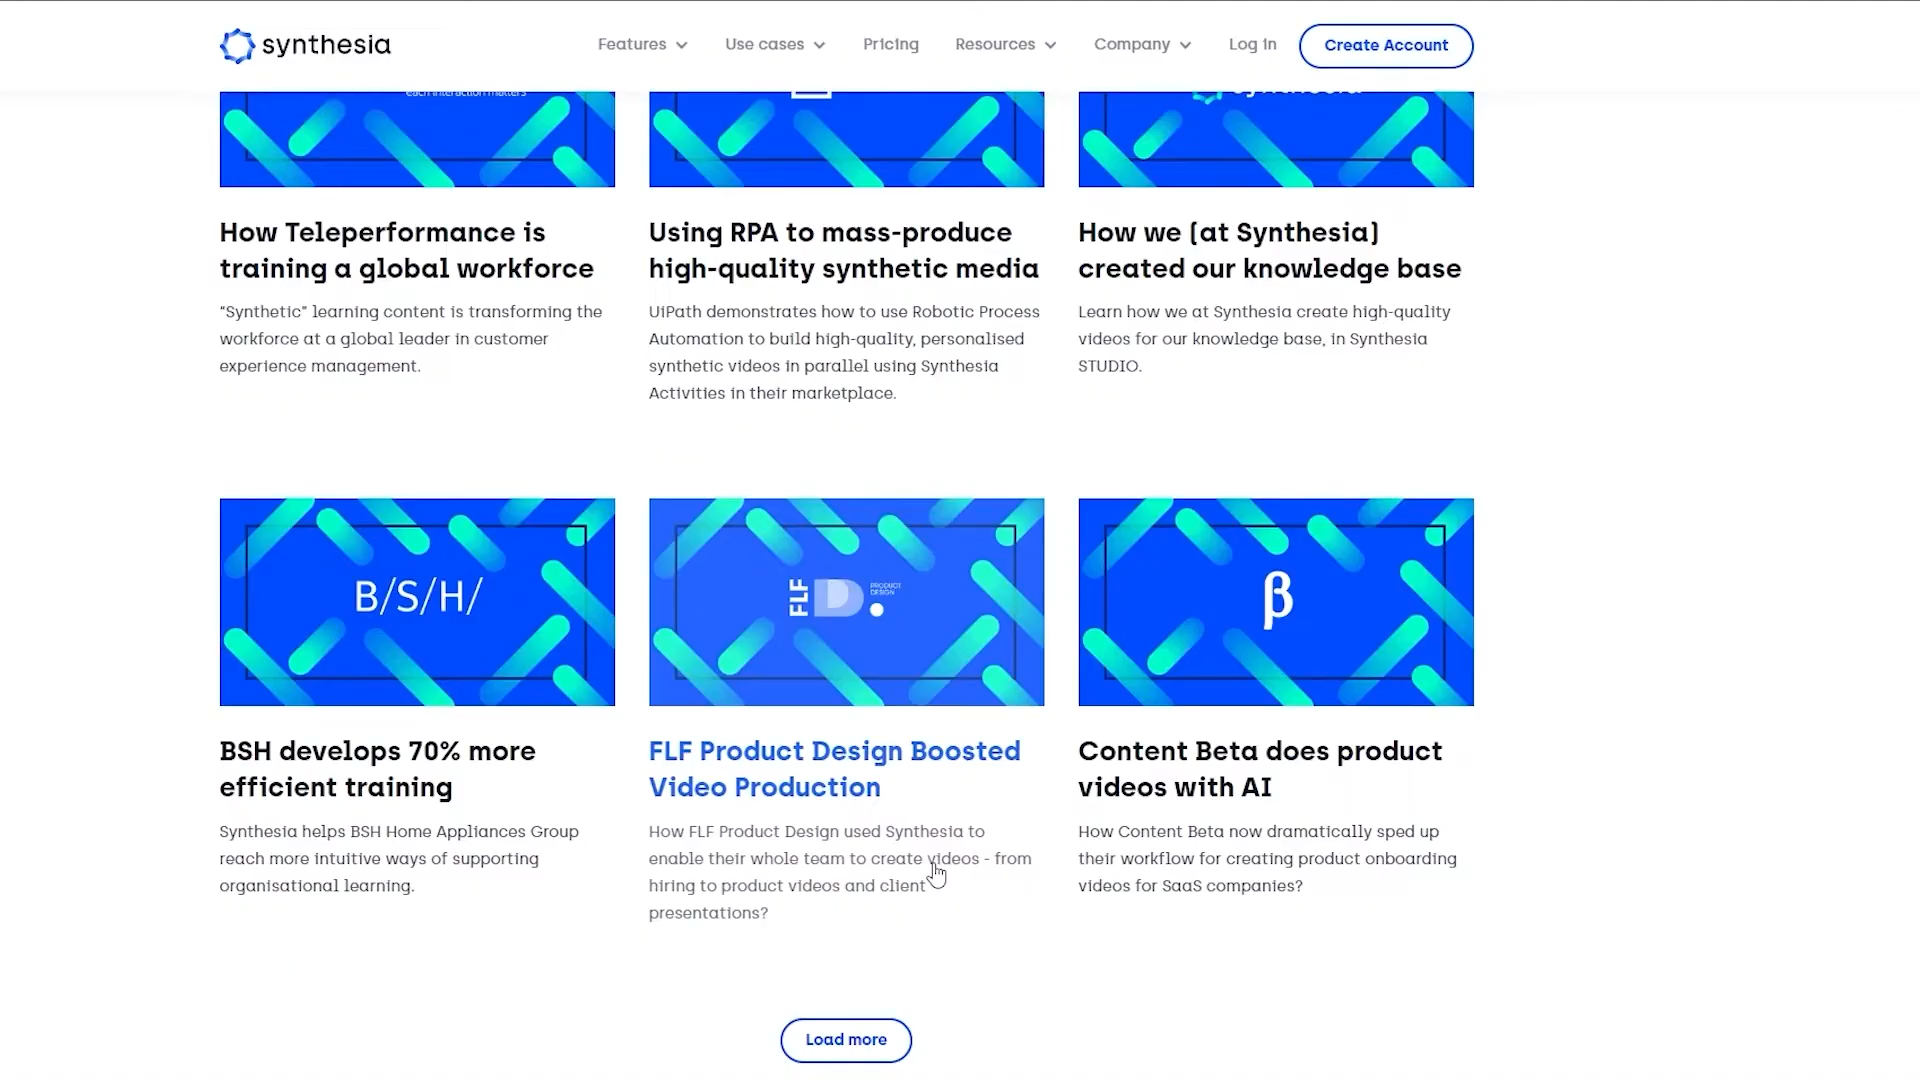 synthesia
Features
Use cases
Pricing
Resources
Company
Log in
Create Account
each interaction matters
synthesia
How Teleperformance is
training a global workforce
“Synthetic” learning content is transforming the
workforce at a global leader in customer
experience management.
Using RPA to mass-produce
high-quality synthetic media
UiPath demonstrates how to use Robotic Process
Automation to build high-quality, personalised
synthetic videos in parallel using Synthesia
Activities in their marketplace.
How we (at Synthesia)
created our knowledge base
Learn how we at Synthesia create high-quality
videos for our knowledge base, in Synthesia
STUDIO.
B/S/H/
FLF
D
PRODUCT
DESIGN
β
BSH develops 70% more
efficient training
Synthesia helps BSH Home Appliances Group
reach more intuitive ways of supporting
organisational learning.
FLF Product Design Boosted
Video Production
How FLF Product Design used Synthesia to
enable their whole team to create videos - from
hiring to product videos and client
presentations?
Content Beta does product
videos with AI
How Content Beta now dramatically sped up
their workflow for creating product onboarding
videos for SaaS companies?
Load more